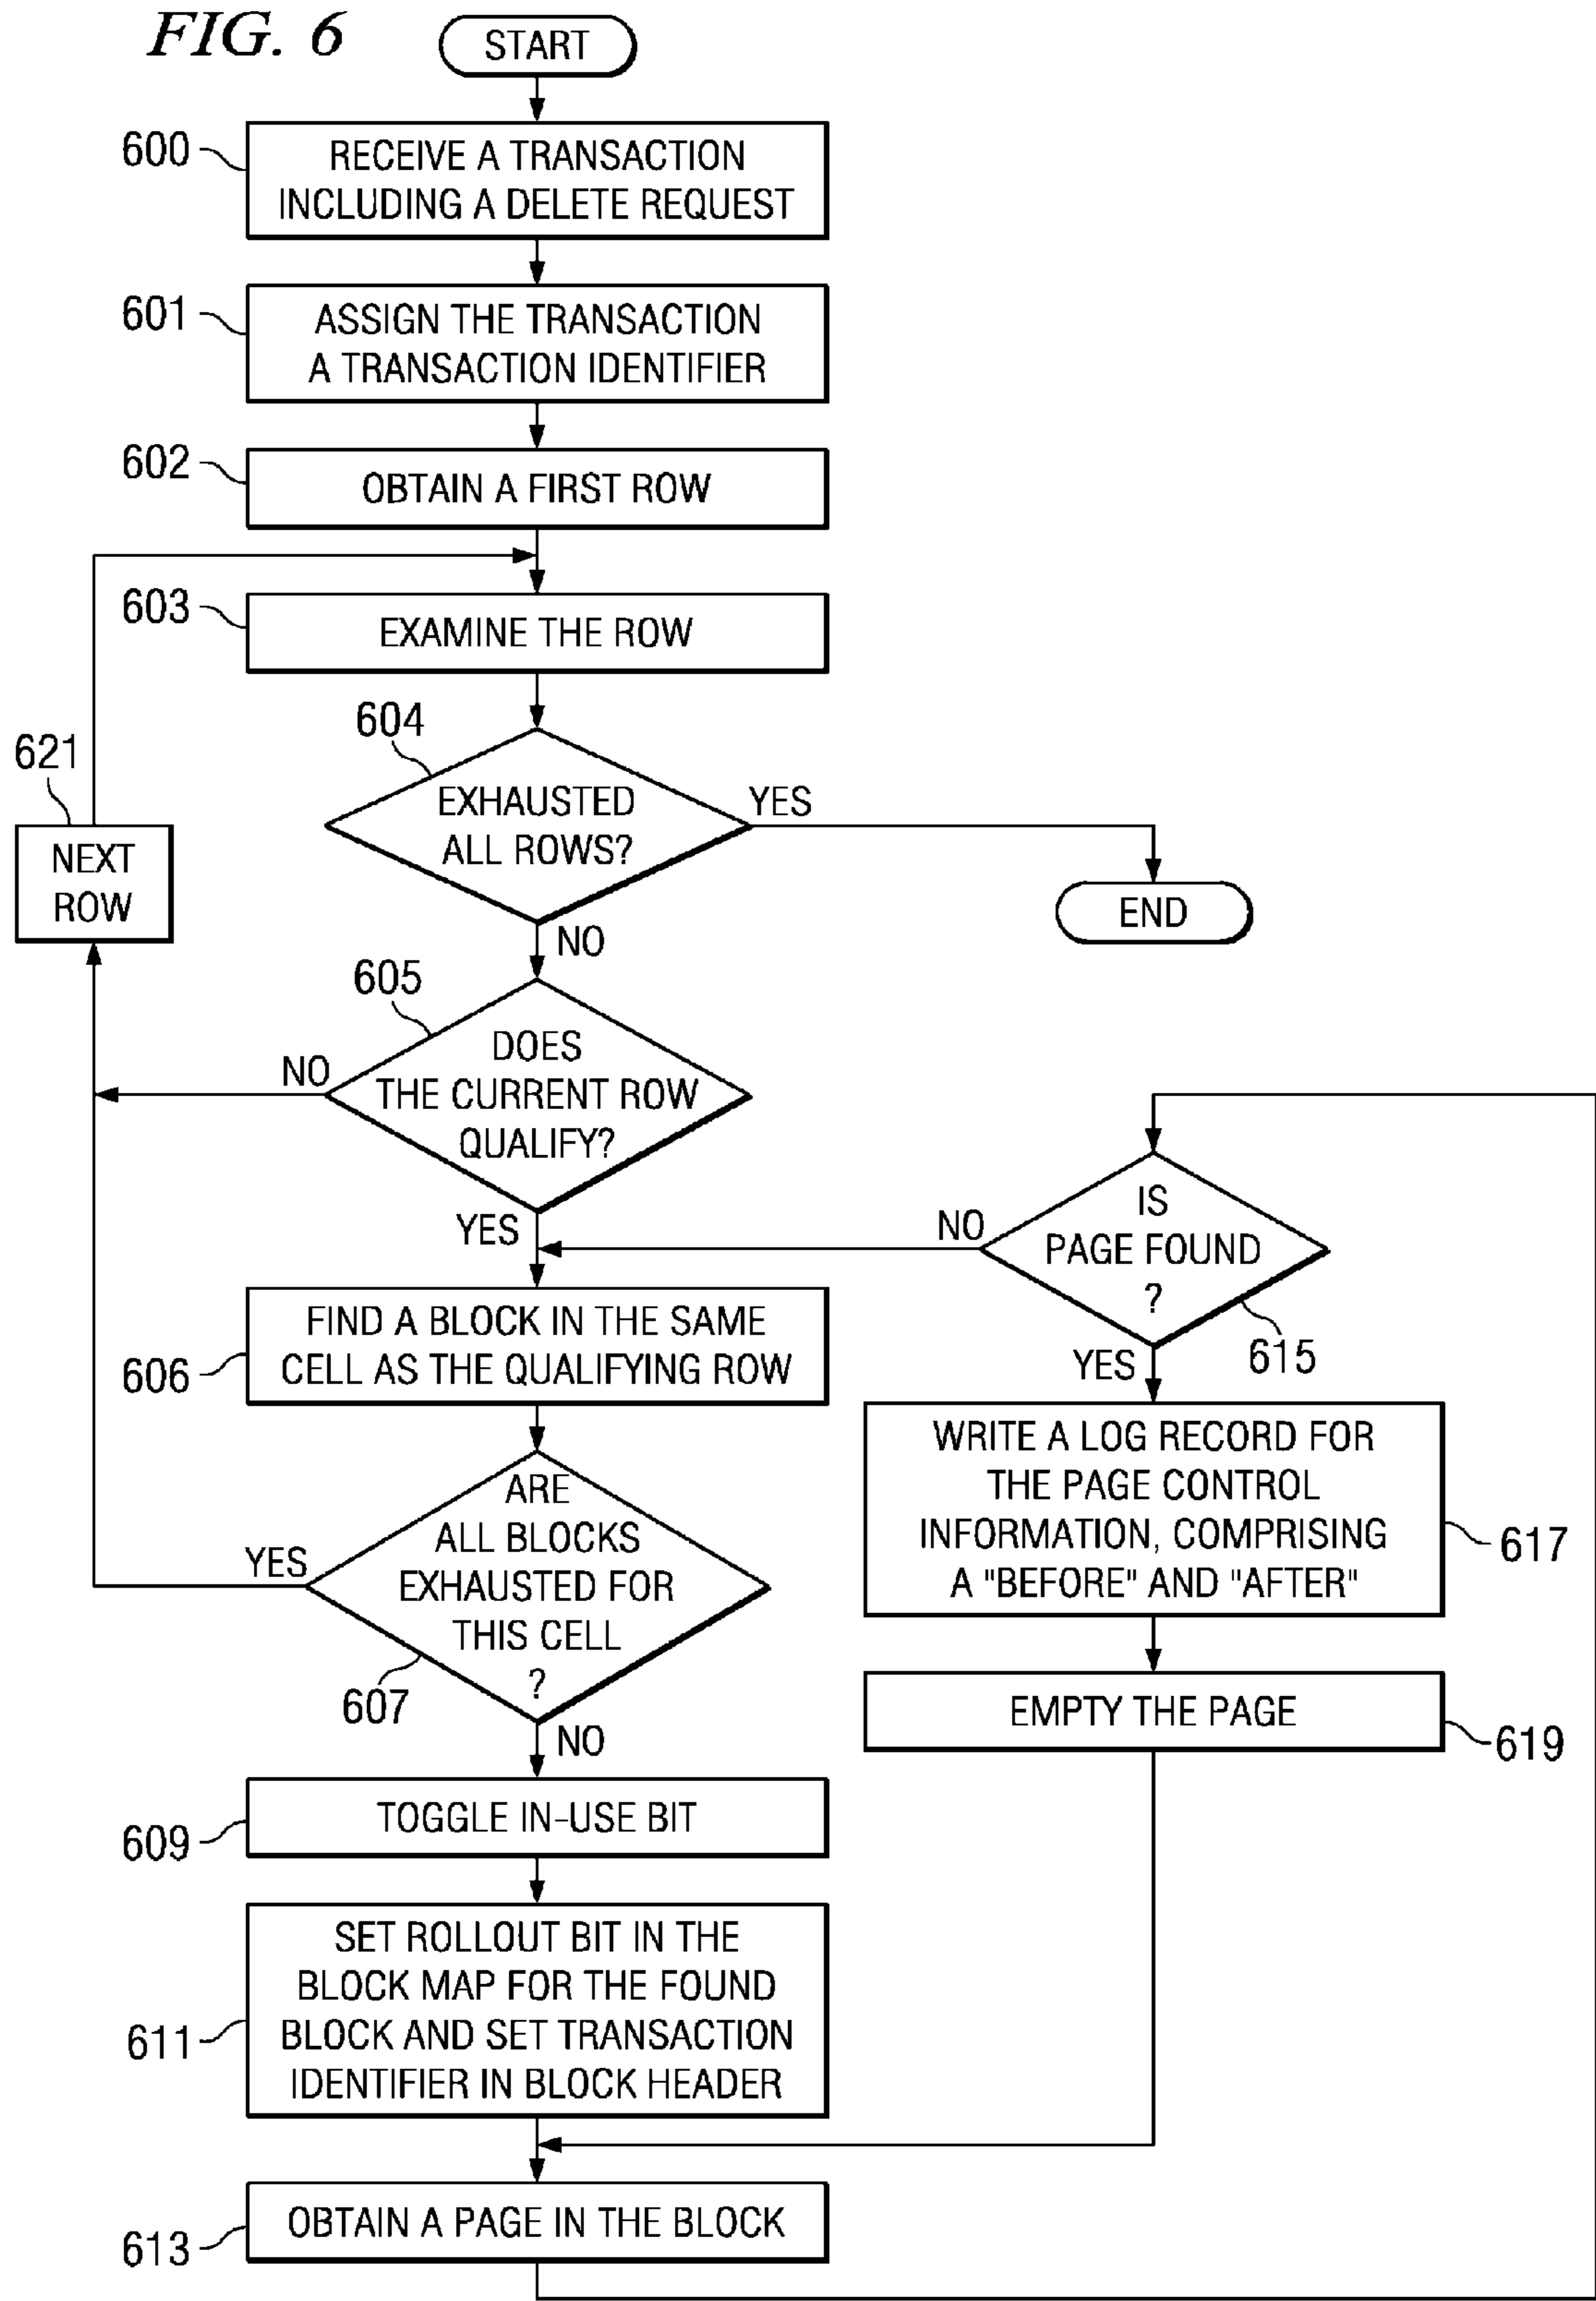 FIG. 6
START
600
RECEIVE A TRANSACTION
INCLUDING A DELETE REQUEST
601
ASSIGN THE TRANSACTION
A TRANSACTION IDENTIFIER
602
OBTAIN A FIRST ROW
603
EXAMINE THE ROW
604
EXHAUSTED
ALL ROWS?
YES
NO
END
621
NEXT
ROW
605
DOES
THE CURRENT ROW
QUALIFY?
NO
YES
606
FIND A BLOCK IN THE SAME
CELL AS THE QUALIFYING ROW
607
ARE
ALL BLOCKS
EXHAUSTED FOR
THIS CELL
?
YES
NO
609
TOGGLE IN-USE BIT
611
SET ROLLOUT BIT IN THE
BLOCK MAP FOR THE FOUND
BLOCK AND SET TRANSACTION
IDENTIFIER IN BLOCK HEADER
613
OBTAIN A PAGE IN THE BLOCK
IS
PAGE FOUND
?
NO
YES
615
WRITE A LOG RECORD FOR
THE PAGE CONTROL
INFORMATION, COMPRISING
A "BEFORE" AND "AFTER"
617
EMPTY THE PAGE
619